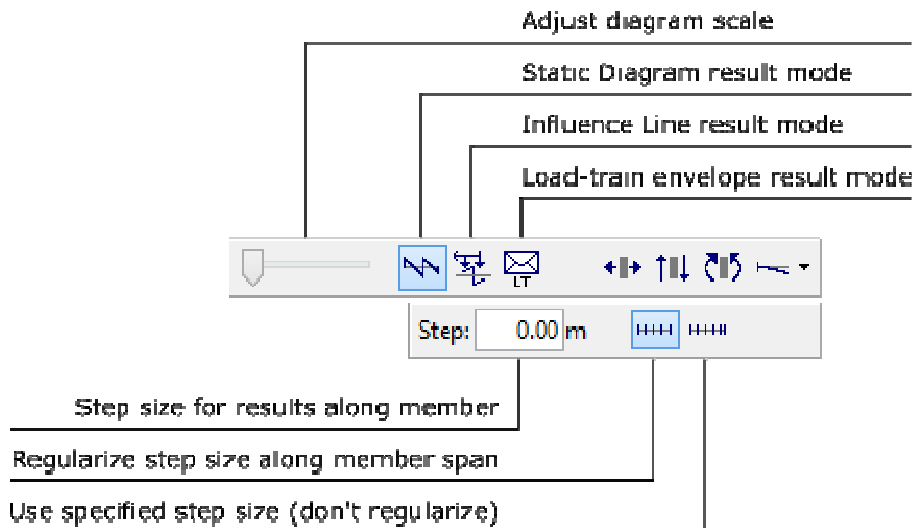 Adjust diagram scale
Static Diagram result mode
Influence Line result mode
Load-train envelope result mode
LT
Step: 0.00 m
Step size for results along member
Regularize step size along member span
Use specified step size (don't regularize)